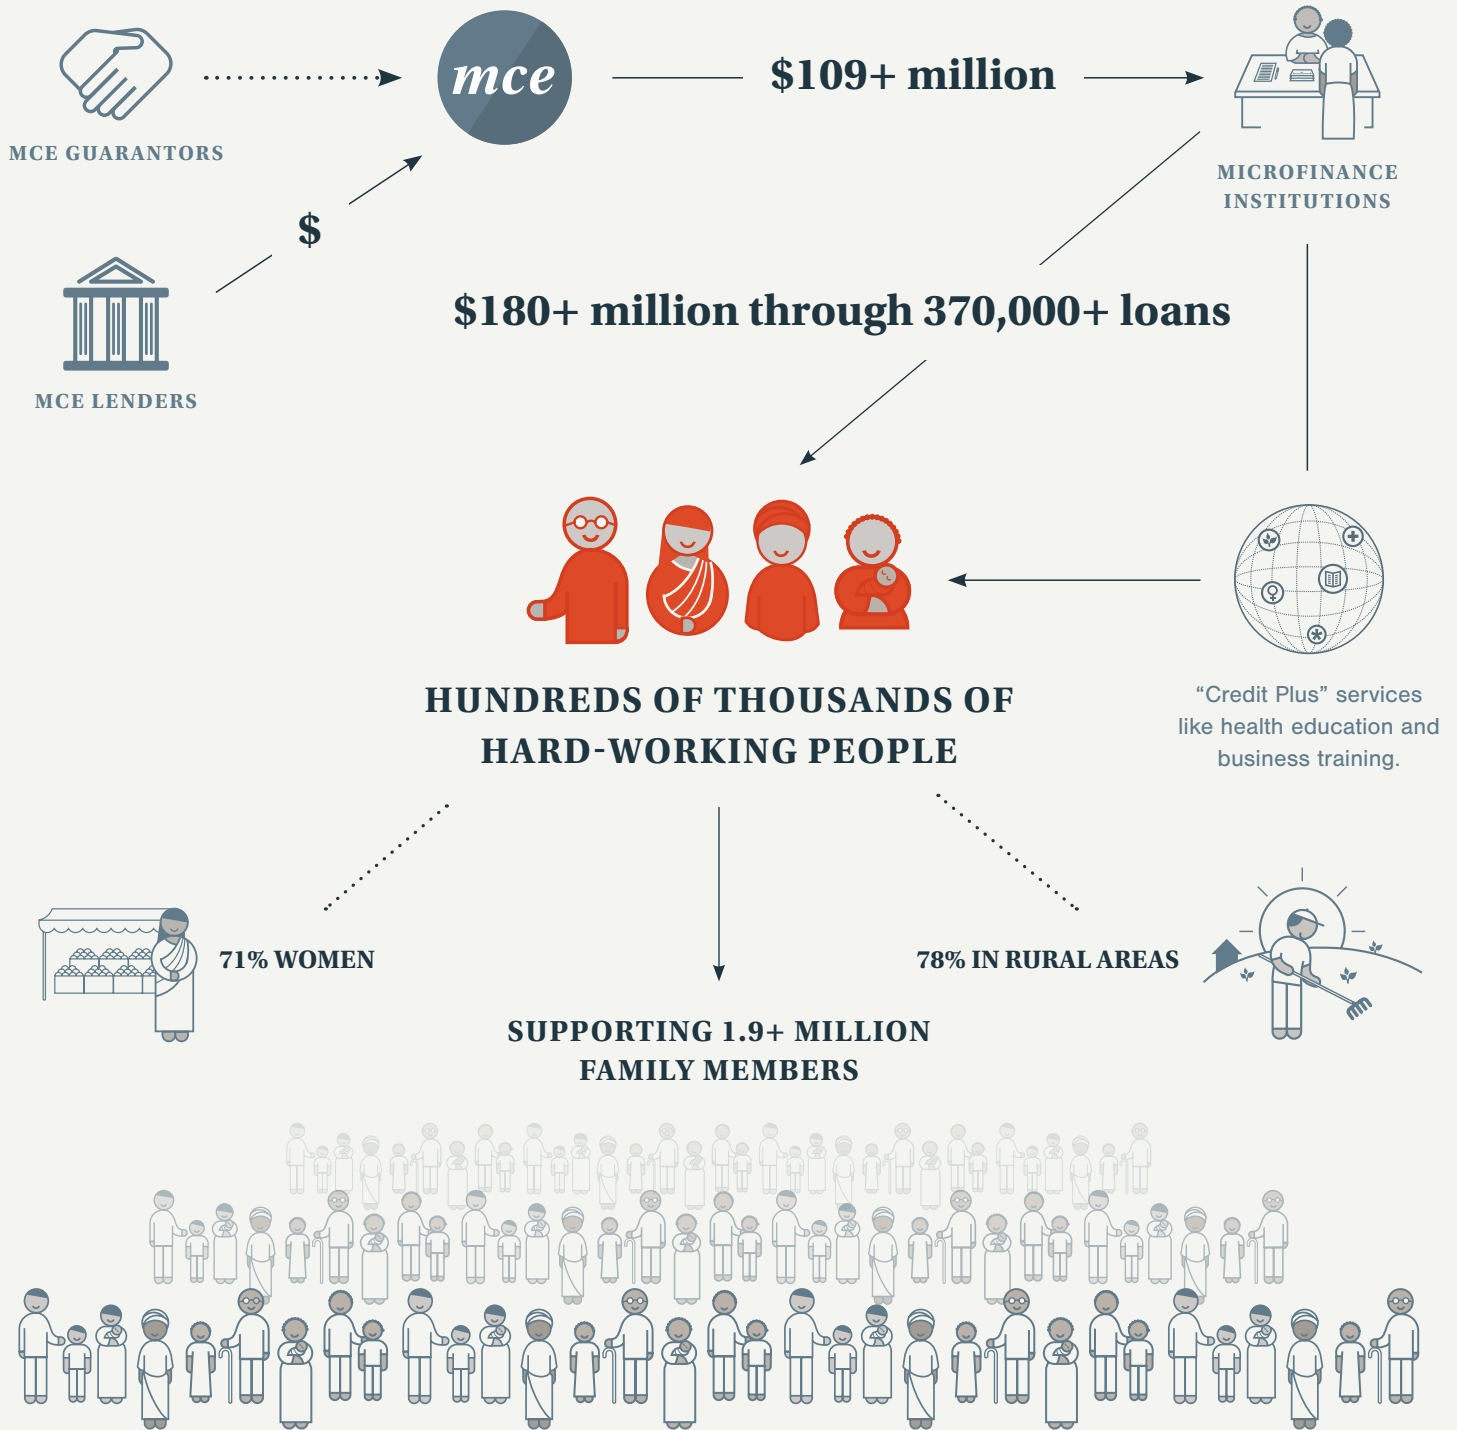 mce
$109+ million
MCE GUARANTORS
MICROFINANCE
INSTITUTIONS
$
$180+ million through 370,000+ loans
MCE LENDERS
HUNDREDS OF THOUSANDS OF
HARD-WORKING PEOPLE
“Credit Plus” services
like health education and
business training.
71% WOMEN
78% IN RURAL AREAS
SUPPORTING 1.9+ MILLION
FAMILY MEMBERS